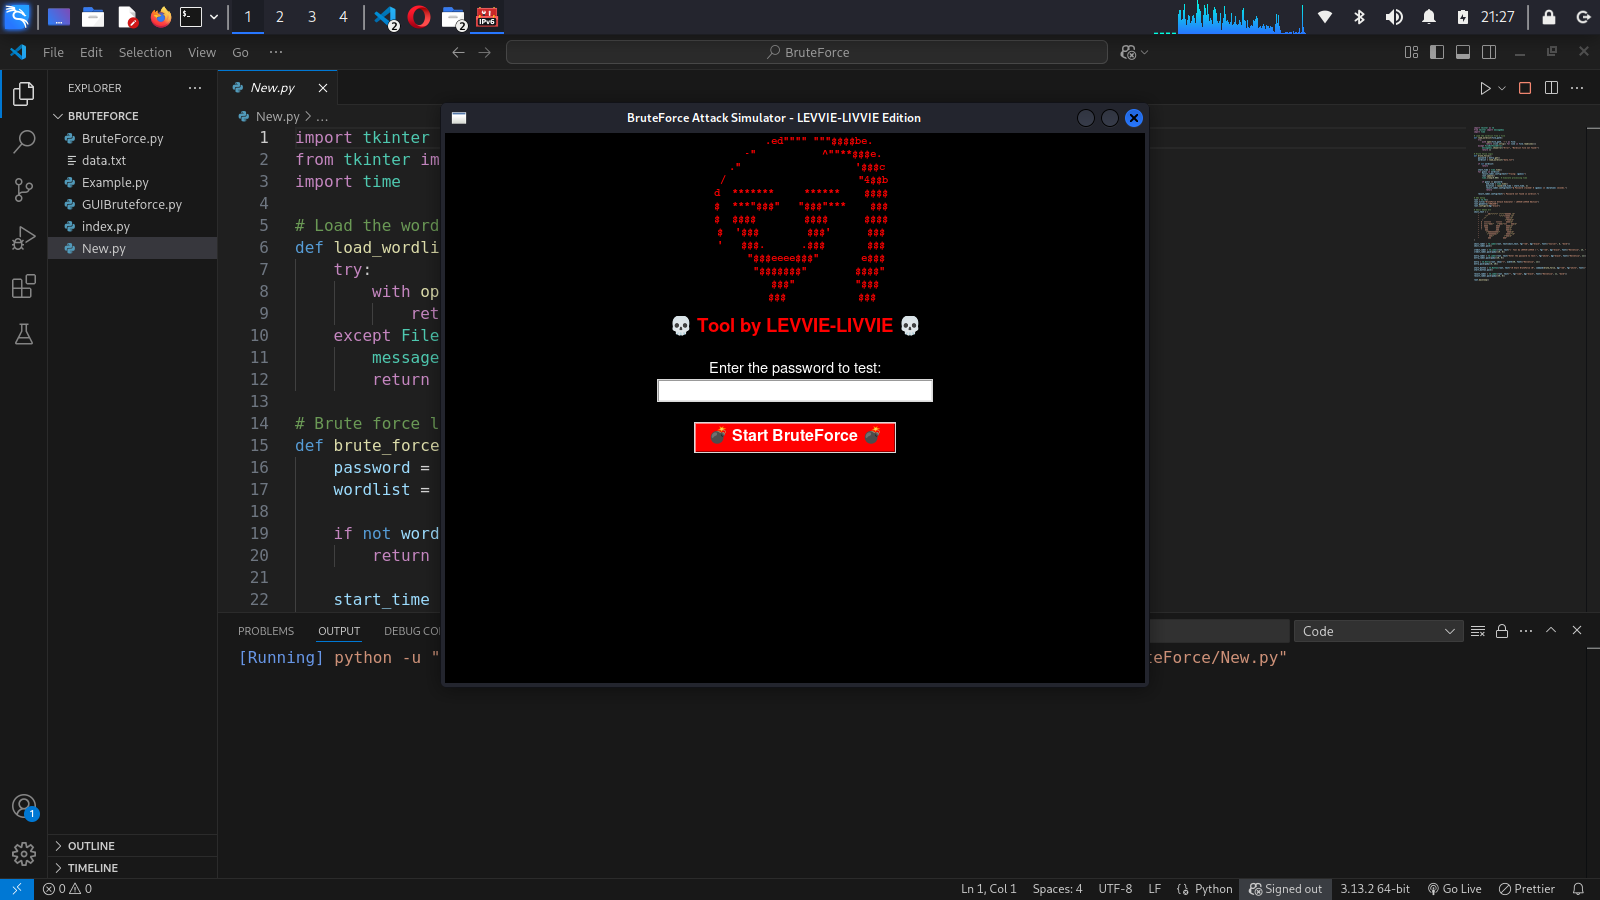 1 2 3 4
2
2
IPv6
21:27
File Edit Selection View Go ···
BruteForce
EXPLORER
BRUTEFORCE
BruteForce.py
data.txt
Example.py
GUIBruteforce.py
index.py
New.py
OUTLINE
TIMELINE
1
New.py
New.py > ...
1 import tkinter
2 from tkinter im
3 import time
4
5 # Load the word
6 def load_wordli
7 try:
8 with op
9 ret
10 except File
11 message
12 return
13
14 # Brute force l
15 def brute_force
16 password =
17 wordlist =
18
19 if not word
20 return
21
22 start_time
BruteForce Attack Simulator - LEVVIE-LIVVIE Edition
💀 Tool by LEVVIE-LIVVIE 💀
Enter the password to test:
💣 Start BruteForce 💣
PROBLEMS OUTPUT DEBUG CO
Code
[Running] python -u "
teForce/New.py"
0 0
Ln 1, Col 1 Spaces: 4 UTF-8 LF Python Signed out 3.13.2 64-bit Go Live Prettier